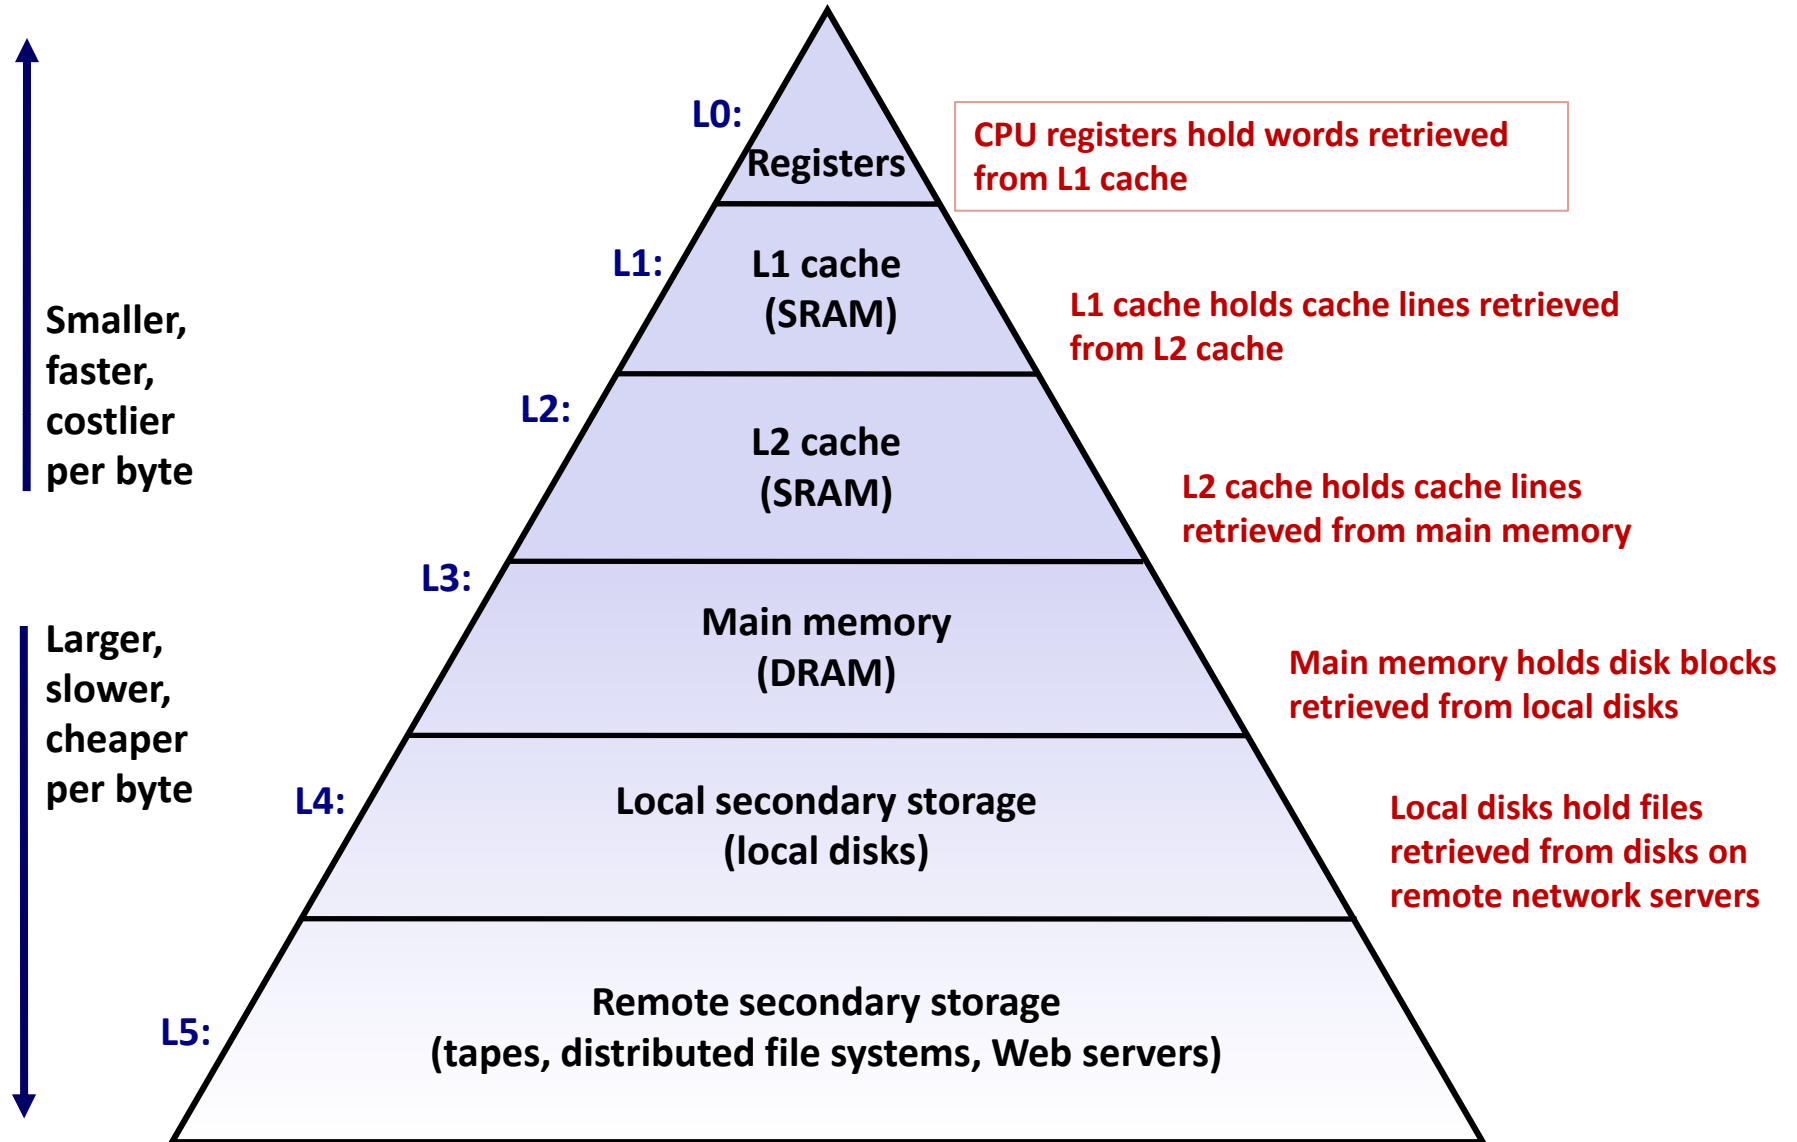 L0:
Registers
CPU registers hold words retrieved
from L1 cache
L1:
L1 cache
(SRAM)
L1 cache holds cache lines retrieved
from L2 cache
Smaller,
faster,
costlier
per byte
L2:
L2 cache
(SRAM)
L2 cache holds cache lines
retrieved from main memory
L3:
Main memory
(DRAM)
Main memory holds disk blocks
retrieved from local disks
Larger,
slower,
cheaper
per byte
L4:
Local secondary storage
(local disks)
Local disks hold files
retrieved from disks on
remote network servers
L5:
Remote secondary storage
(tapes, distributed file systems, Web servers)